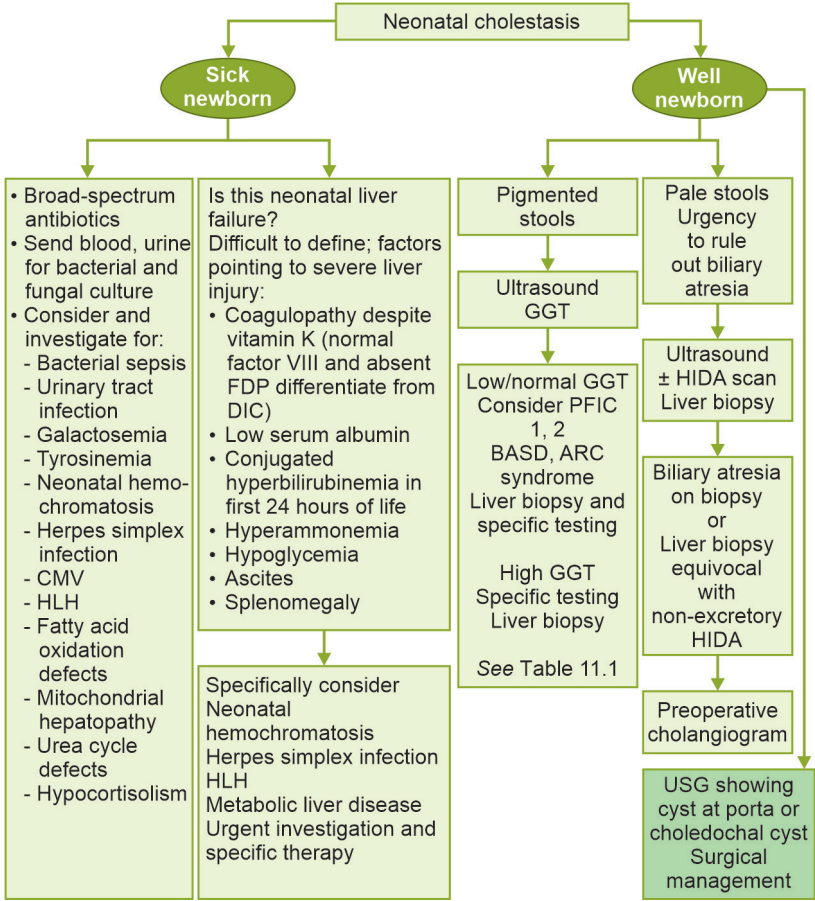 Neonatal cholestasis
Sick
newborn
Well
newborn
• Broad-spectrum
antibiotics
• Send blood, urine
for bacterial and
fungal culture
• Consider and
investigate for:
- Bacterial sepsis
- Urinary tract
infection
- Galactosemia
- Tyrosinemia
- Neonatal hemo-
chromatosis
- Herpes simplex
infection
- CMV
- HLH
- Fatty acid
oxidation
defects
- Mitochondrial
hepatopathy
- Urea cycle
defects
- Hypocortisolism
Is this neonatal liver
failure?
Difficult to define; factors
pointing to severe liver
injury:
• Coagulopathy despite
vitamin K (normal
factor VIII and absent
FDP differentiate from
DIC)
• Low serum albumin
• Conjugated
hyperbilirubinemia in
first 24 hours of life
• Hyperammonemia
• Hypoglycemia
• Ascites
• Splenomegaly
Specifically consider
Neonatal
hemochromatosis
Herpes simplex infection
HLH
Metabolic liver disease
Urgent investigation and
specific therapy
Pigmented
stools
Ultrasound
GGT
Low/normal GGT
Consider PFIC
1, 2
BASD, ARC
syndrome
Liver biopsy and
specific testing
High GGT
Specific testing
Liver biopsy
See Table 11.1
Pale stools
Urgency
to rule
out biliary
atresia
Ultrasound
± HIDA scan
Liver biopsy
Biliary atresia
on biopsy
or
Liver biopsy
equivocal
with
non-excretory
HIDA
Preoperative
cholangiogram
USG showing
cyst at porta or
choledochal cyst
Surgical
management